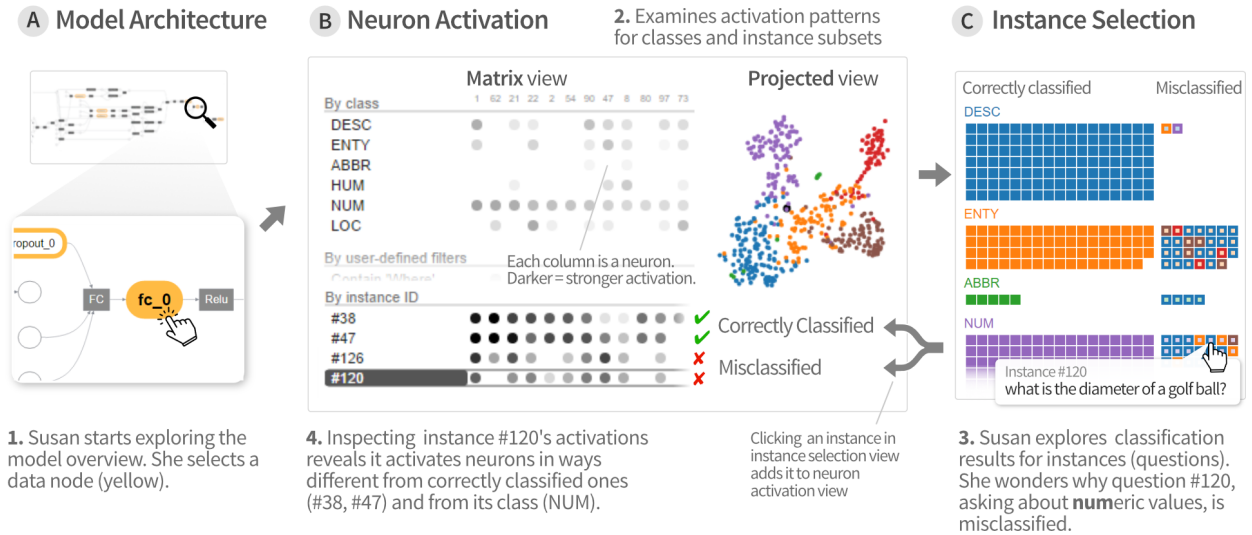 A Model Architecture
ropout_0
FC
fc_0
Relu
1. Susan starts exploring the
model overview. She selects a
data node (yellow).
B Neuron Activation
2. Examines activation patterns
for classes and instance subsets
Matrix view
Projected view
By class
1 62 21 22 2 54 90 47 8 80 97 73
DESC
ENTY
ABBR
HUM
NUM
LOC
By user-defined filters
Contain 'Where'
Each column is a neuron.
Darker = stronger activation.
By instance ID
#38
#47
#126
#120
Correctly Classified
Misclassified
4. Inspecting instance #120's activations
reveals it activates neurons in ways
different from correctly classified ones
(#38, #47) and from its class (NUM).
Clicking an instance in
instance selection view
adds it to neuron
activation view
C Instance Selection
Correctly classified
Misclassified
DESC
ENTY
ABBR
NUM
Instance #120
what is the diameter of a golf ball?
3. Susan explores classification
results for instances (questions).
She wonders why question #120,
asking about numeric values, is
misclassified.